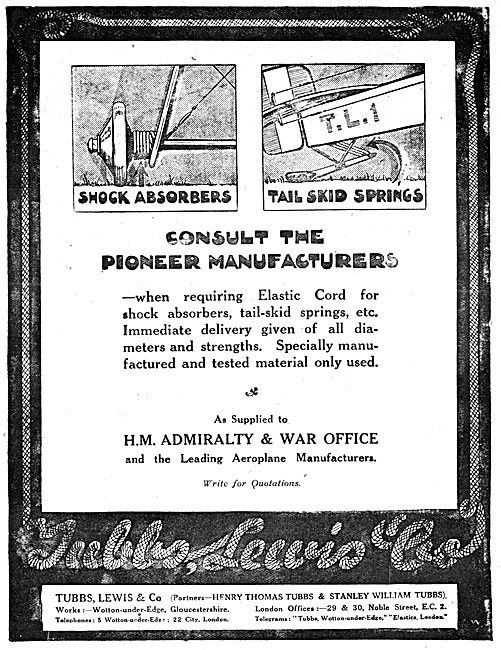 T.L.1
SHOCK ABSORBERS
TAIL SKID SPRINGS
CONSULT THE
PIONEER MANUFACTURERS
—when requiring Elastic Cord for
shock absorbers, tail-skid springs, etc.
Immediate delivery given of all dia-
meters and strengths. Specially manu-
factured and tested material only used.
As Supplied to
H.M. ADMIRALTY & WAR OFFICE
and the Leading Aeroplane Manufacturers.
Write for Quotations.
Tubbs, Lewis & Co
TUBBS, LEWIS & Co. (Partners—HENRY THOMAS TUBBS & STANLEY WILLIAM TUBBS),
Works:—Wotton-under-Edge, Gloucestershire. London Offices:—29 & 30, Noble Street, E.C. 2.
Telephones: 5 Wotton-under-Edge; 22 City, London. Telegrams: "Tubbs, Wotton-under-Edge," "Elastics, London."